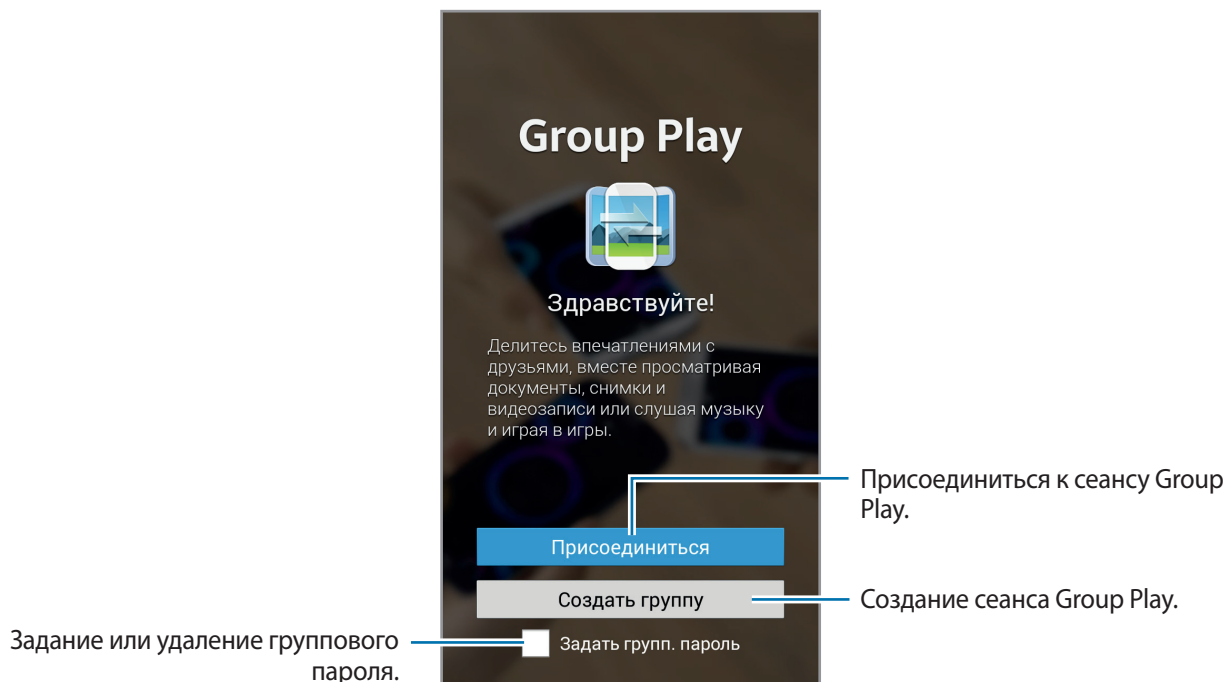 Group Play
Здравствуйте!
Делитесь впечатлениями с
друзьями, вместе просматривая
документы, снимки и
видеозаписи или слушая музыку
и играя в игры.
Присоединиться к сеансу Group
Play.
Присоединиться
Создать группу
Создание сеанса Group Play.
Задание или удаление группового
пароля.
Задать групп. пароль